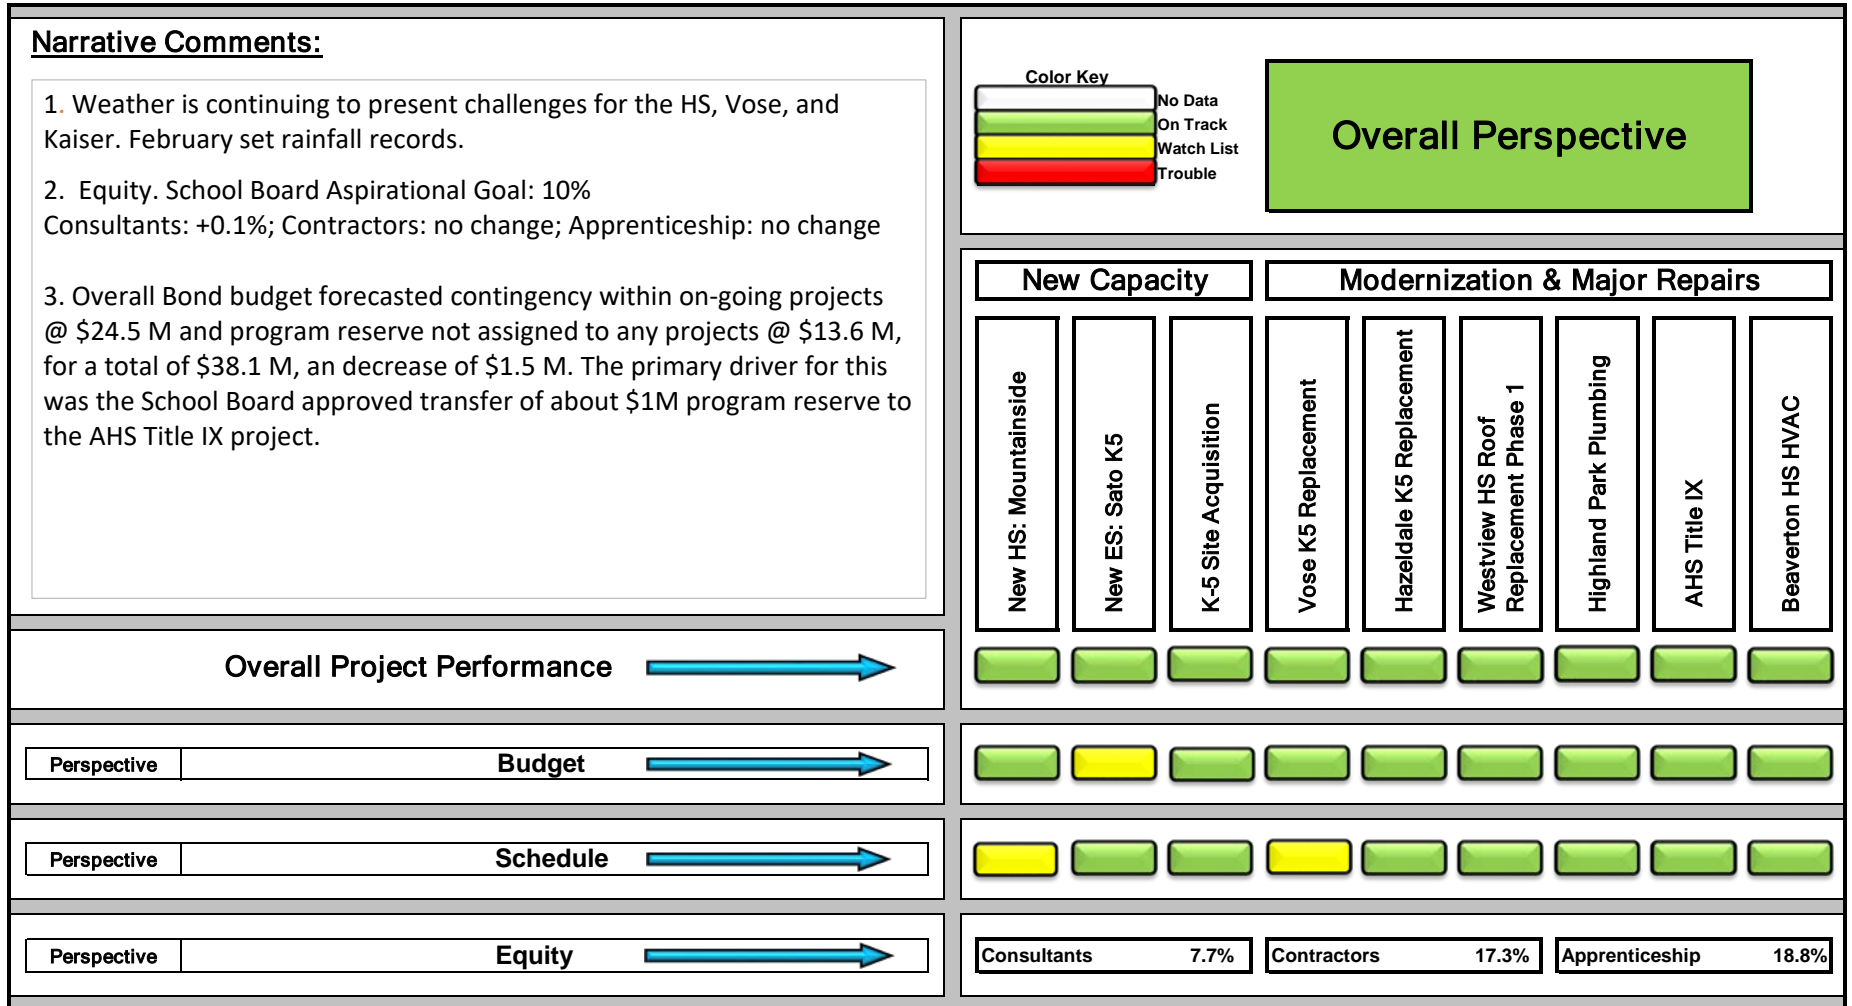 Narrative Comments:
1. Weather is continuing to present challenges for the HS, Vose, and
Kaiser. February set rainfall records.
2.  Equity. School Board Aspirational Goal: 10%
Consultants: +0.1%; Contractors: no change; Apprenticeship: no change
3. Overall Bond budget forecasted contingency within on-going projects
@ $24.5 M and program reserve not assigned to any projects @ $13.6 M,
for a total of $38.1 M, an decrease of $1.5 M. The primary driver for this
was the School Board approved transfer of about $1M program reserve to
the AHS Title IX project.
Color Key
No Data
On Track
Watch List
Trouble
Overall Perspective
New Capacity
Modernization & Major Repairs
New HS: Mountainside
New ES: Sato K5
K-5 Site Acquisition
Vose K5 Replacement
Hazeldale K5 Replacement
Westview HS Roof
Replacement Phase 1
Highland Park Plumbing
AHS Title IX
Beaverton HS HVAC
Overall Project Performance
Perspective
Budget
Perspective
Schedule
Perspective
Equity
Consultants 7.7%
Contractors 17.3%
Apprenticeship 18.8%